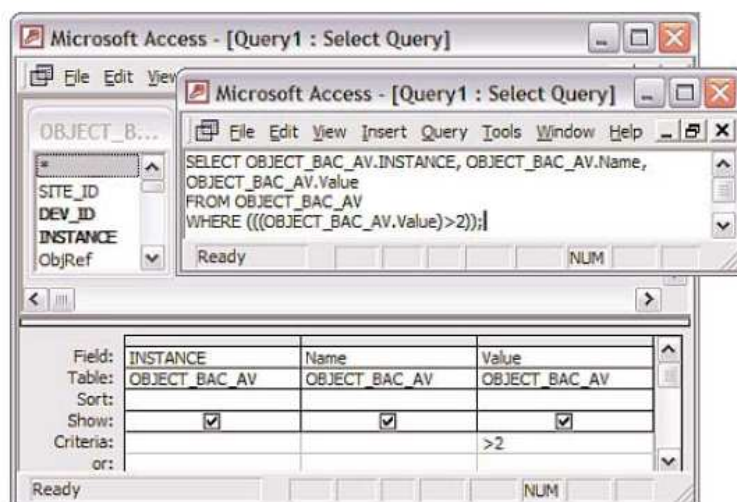 Microsoft Access - [Query1 : Select Query]
File Edit View
OBJECT_B...
*
SITE_ID
DEV_ID
INSTANCE
ObjRef
Microsoft Access - [Query1 : Select Query]
File Edit View Insert Query Tools Window Help
SELECT OBJECT_BAC_AV.INSTANCE, OBJECT_BAC_AV.Name,
OBJECT_BAC_AV.Value
FROM OBJECT_BAC_AV
WHERE (((OBJECT_BAC_AV.Value)>2));
Ready NUM
Field: INSTANCE Name Value
Table: OBJECT_BAC_AV OBJECT_BAC_AV OBJECT_BAC_AV
Sort:
Show:
Criteria: >2
or:
Ready NUM